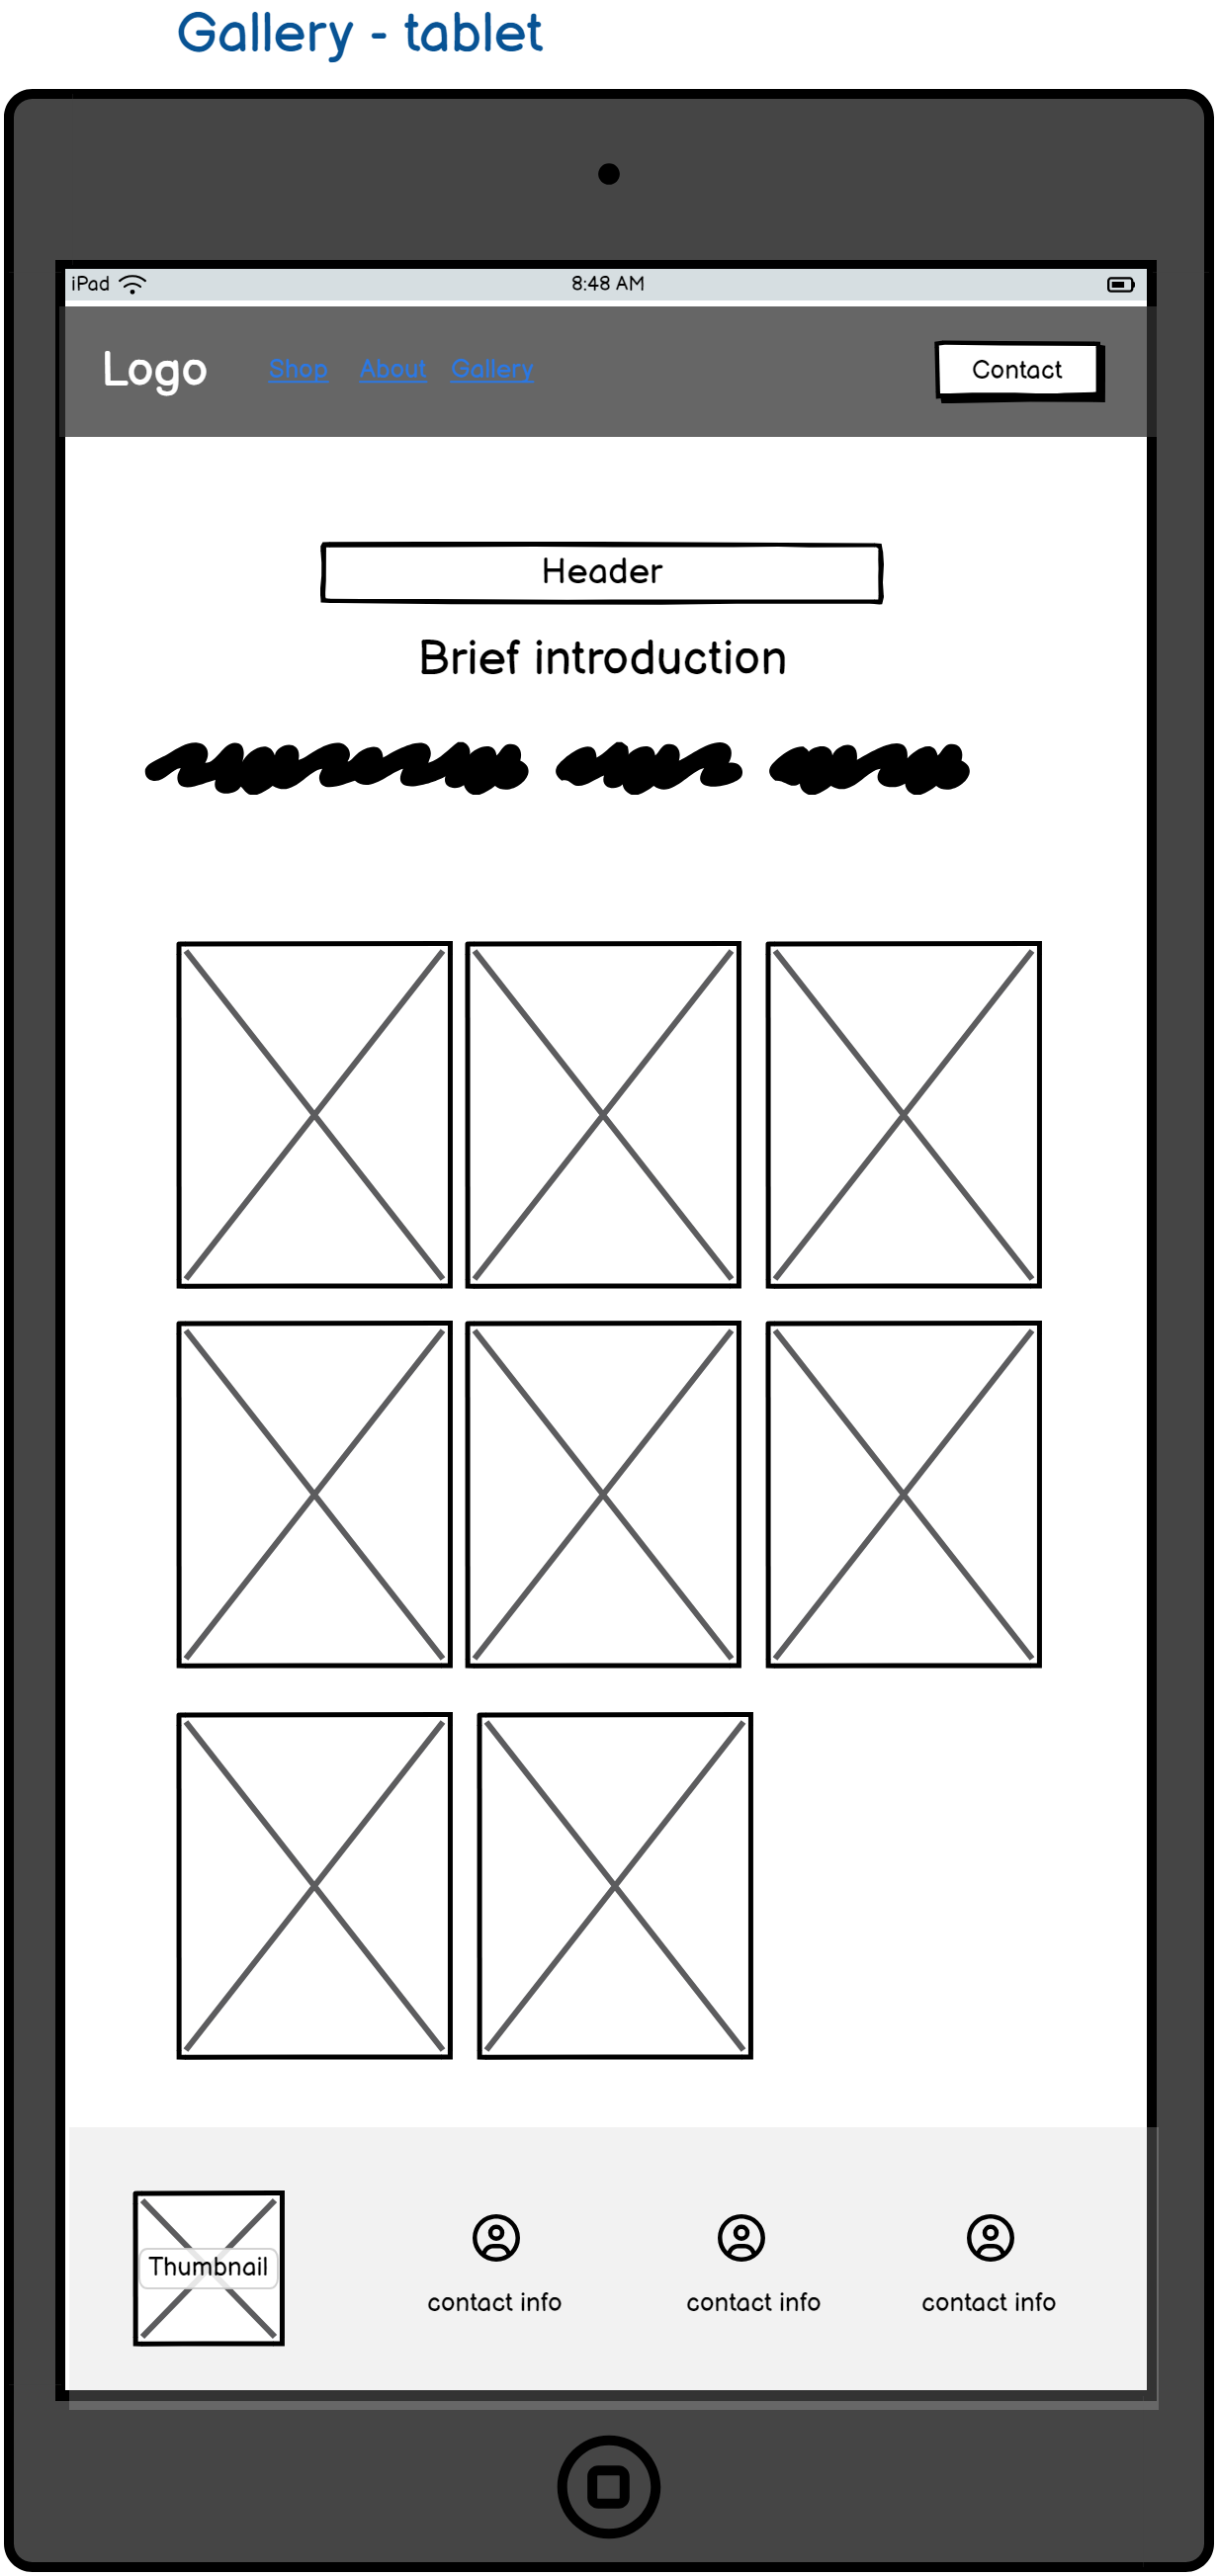 Gallery - tablet
iPad 8:48 AM
Logo Shop About Gallery Contact
Header
Brief introduction
Thumbnail
contact info contact info contact info